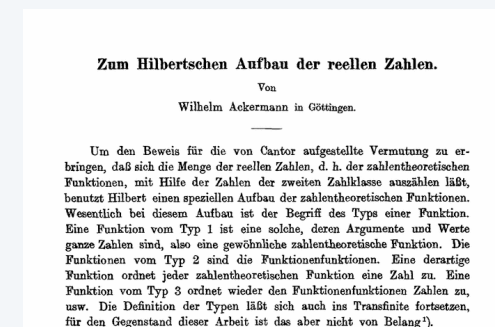 Zum Hilbertschen Aufbau der reellen Zahlen.
Von
Wilhelm Ackermann in Göttingen.
Um den Beweis für die von Cantor aufgestellte Vermutung zu er-
bringen, daß sich die Menge der reellen Zahlen, d. h. der zahlentheoretischen
Funktionen, mit Hilfe der Zahlen der zweiten Zahlklasse auszählen läßt,
benutzt Hilbert einen speziellen Aufbau der zahlentheoretischen Funktionen.
Wesentlich bei diesem Aufbau ist der Begriff des Typs einer Funktion.
Eine Funktion vom Typ 1 ist eine solche, deren Argumente und Werte
ganze Zahlen sind, also eine gewöhnliche zahlentheoretische Funktion. Die
Funktionen vom Typ 2 sind die Funktionenfunktionen. Eine derartige
Funktion ordnet jeder zahlentheoretischen Funktion eine Zahl zu. Eine
Funktion vom Typ 3 ordnet wieder den Funktionenfunktionen Zahlen zu,
usw. Die Definition der Typen läßt sich auch ins Transfinite fortsetzen,
für den Gegenstand dieser Arbeit ist das aber nicht von Belang¹).